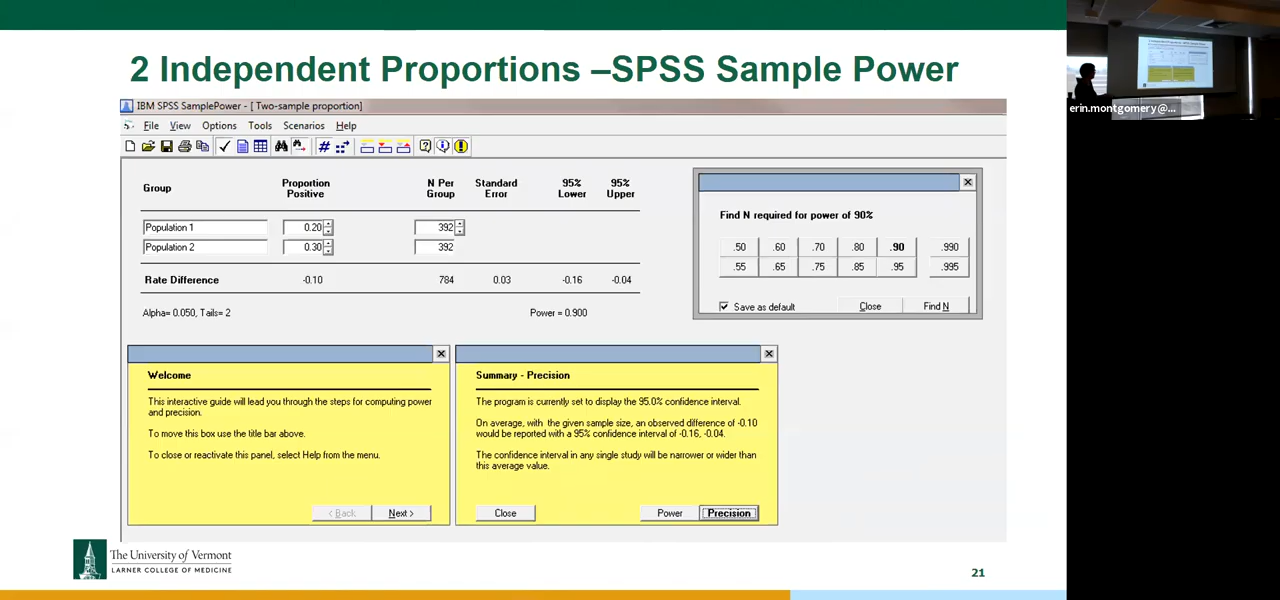 2 Independent Proportions –SPSS Sample Power
IBM SPSS SamplePower - [ Two-sample proportion]
File View Options Tools Scenarios Help
Group Proportion Positive N Per Group Standard Error 95% Lower 95% Upper
Population 1 0.20 392
Population 2 0.30 392
Rate Difference -0.10 784 0.03 -0.16 -0.04
Alpha= 0.050, Tails= 2 Power = 0.900
Find N required for power of 90%
.50 .60 .70 .80 .90 .990
.55 .65 .75 .85 .95 .995
Save as default Close Find N
Welcome
This interactive guide will lead you through the steps for computing power
and precision.
To move this box use the title bar above.
To close or reactivate this panel, select Help from the menu.
< Back Next >
Summary - Precision
The program is currently set to display the 95.0% confidence interval.
On average, with the given sample size, an observed difference of -0.10
would be reported with a 95% confidence interval of -0.16, -0.04.
The confidence interval in any single study will be narrower or wider than
this average value.
Close Power Precision
The University of Vermont
LARNER COLLEGE OF MEDICINE
21
erin.montgomery@...